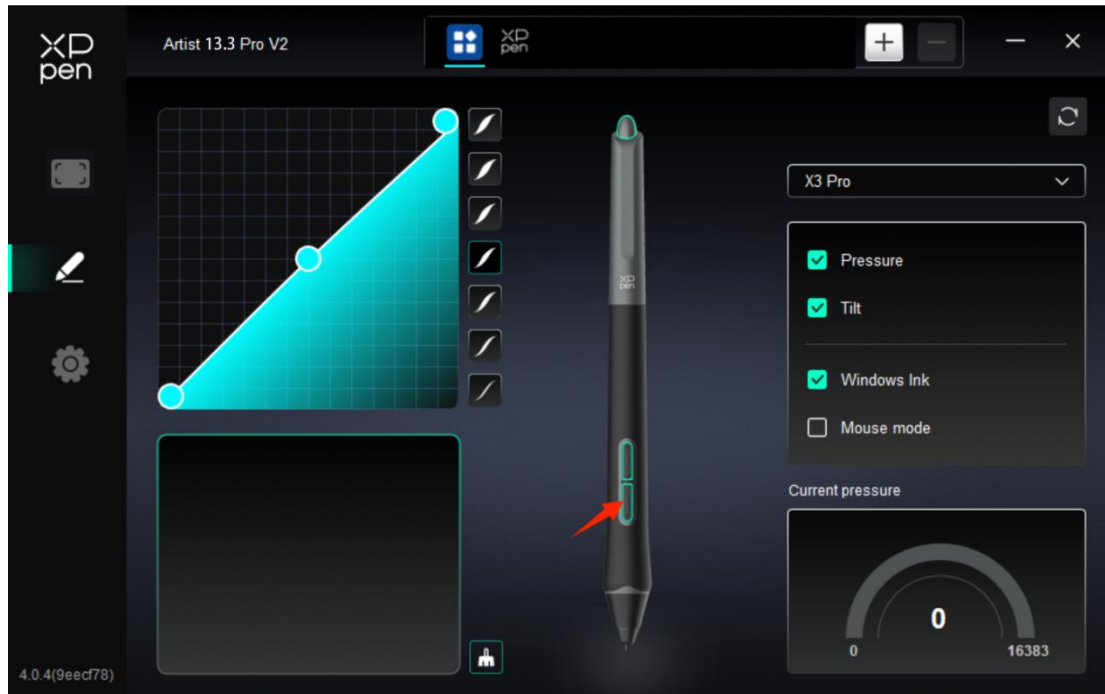 XP
pen
Artist 13.3 Pro V2
XP
pen
X3 Pro
Pressure
Tilt
Windows Ink
Mouse mode
XP
pen
Current pressure
0
0 16383
4.0.4(9eecf78)